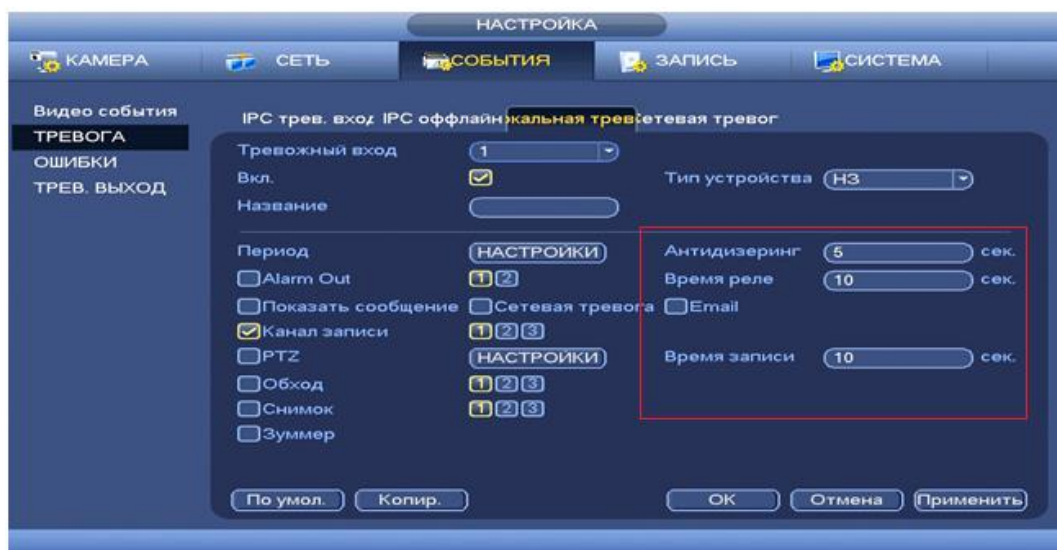 НАСТРОЙКА
КАМЕРА СЕТЬ СОБЫТИЯ ЗАПИСЬ СИСТЕМА
Видео события
ТРЕВОГА
ОШИБКИ
ТРЕВ. ВЫХОД
IPC трев. вход IPC оффлайн кальная трев етевая тревог
Тревожный вход 1
Вкл. Тип устройства НЗ
Название
Период НАСТРОЙКИ Антидизеринг 5 сек.
Alarm Out 1 2 Время реле 10 сек.
Показать сообщение Сетевая тревога Email
Канал записи 1 2 3
PTZ НАСТРОЙКИ Время записи 10 сек.
Обход 1 2 3
Снимок 1 2 3
Зуммер
По умол. Копир. ОК Отмена Применить